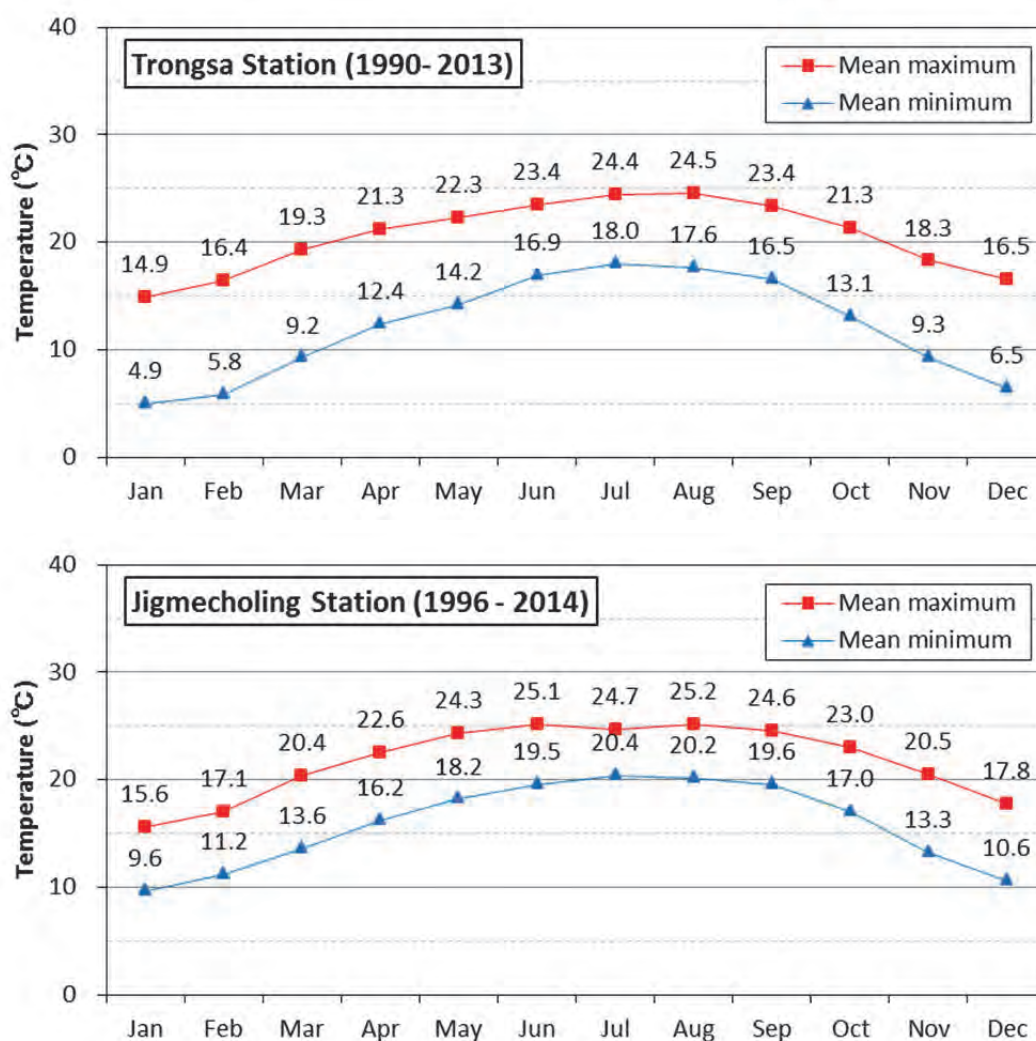 Trongsa Station (1990- 2013)
Mean maximum
Mean minimum
Temperature (℃)
40
30
20
10
0
14.9 16.4 19.3 21.3 22.3 23.4 24.4 24.5 23.4 21.3 18.3 16.5
4.9 5.8 9.2 12.4 14.2 16.9 18.0 17.6 16.5 13.1 9.3 6.5
Jan Feb Mar Apr May Jun Jul Aug Sep Oct Nov Dec
Jigmecholing Station (1996 - 2014)
Mean maximum
Mean minimum
Temperature (℃)
40
30
20
10
0
15.6 17.1 20.4 22.6 24.3 25.1 24.7 25.2 24.6 23.0 20.5 17.8
9.6 11.2 13.6 16.2 18.2 19.5 20.4 20.2 19.6 17.0 13.3 10.6
Jan Feb Mar Apr May Jun Jul Aug Sep Oct Nov Dec